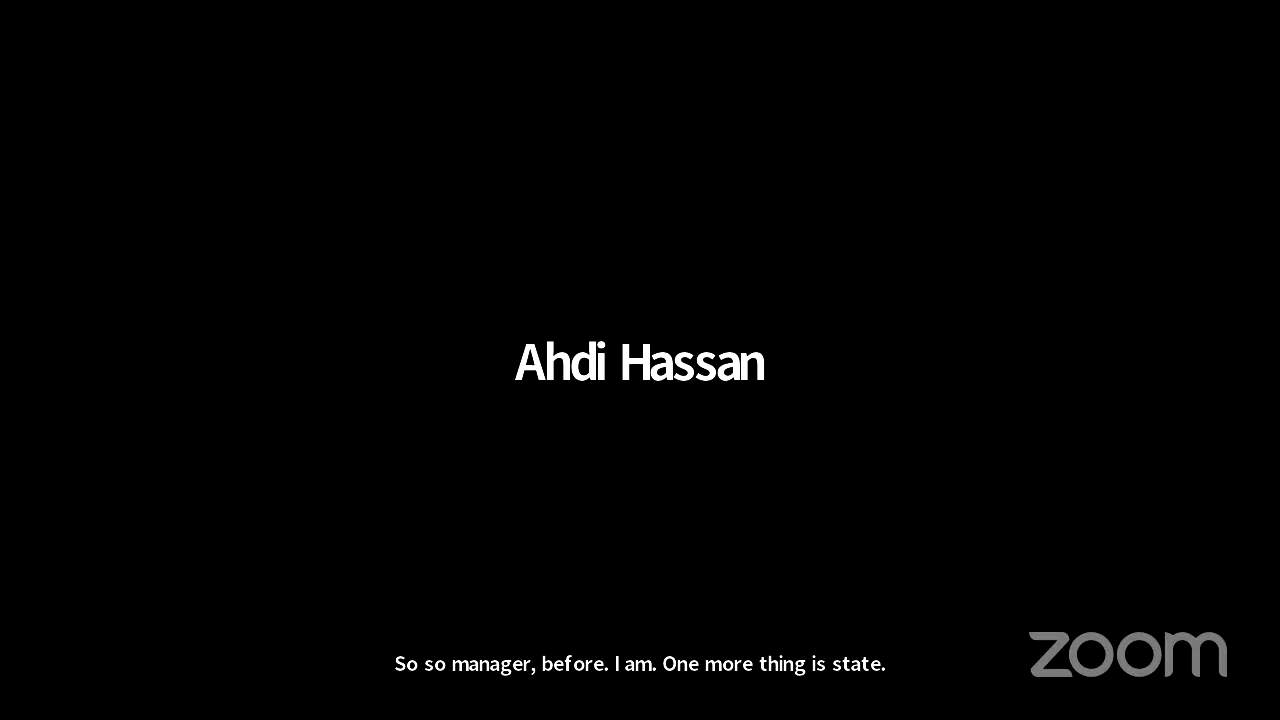 Ahdi Hassan
So so manager, before. I am. One more thing is state.
zoom